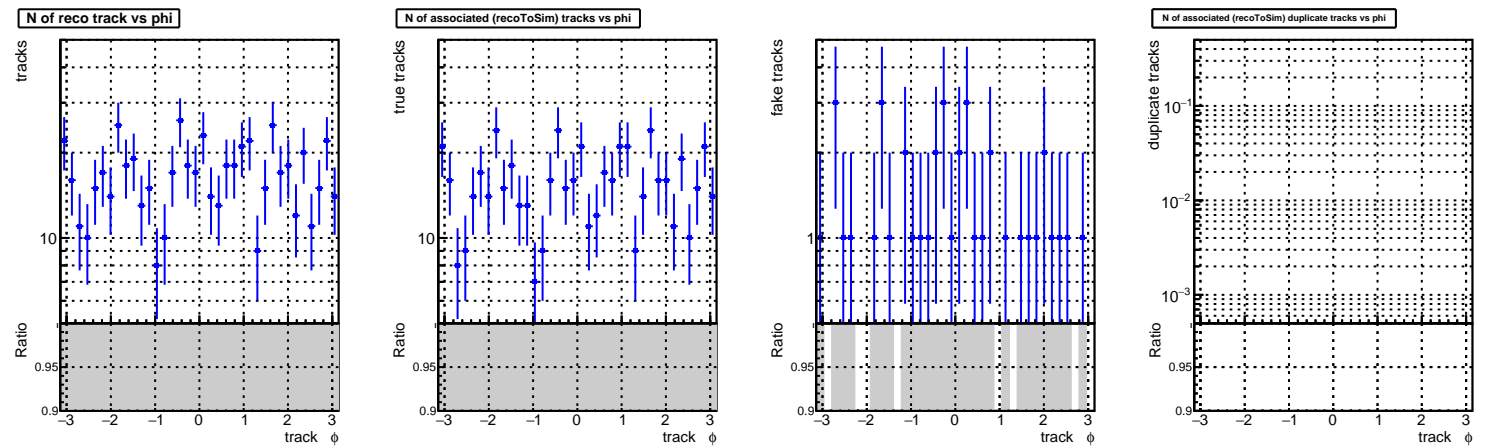 N of reco track vs phi
tracks
10
Ratio
0.95
0.9
−3 −2 −1 0 1 2 3
track ϕ
N of associated (recoToSim) tracks vs phi
true tracks
10
Ratio
0.95
0.9
−3 −2 −1 0 1 2 3
track ϕ
fake tracks
1
Ratio
0.95
0.9
−3 −2 −1 0 1 2 3
track ϕ
N of associated (recoToSim) duplicate tracks vs phi
duplicate tracks
10⁻¹
10⁻²
10⁻³
Ratio
0.95
0.9
−3 −2 −1 0 1 2 3
track ϕ